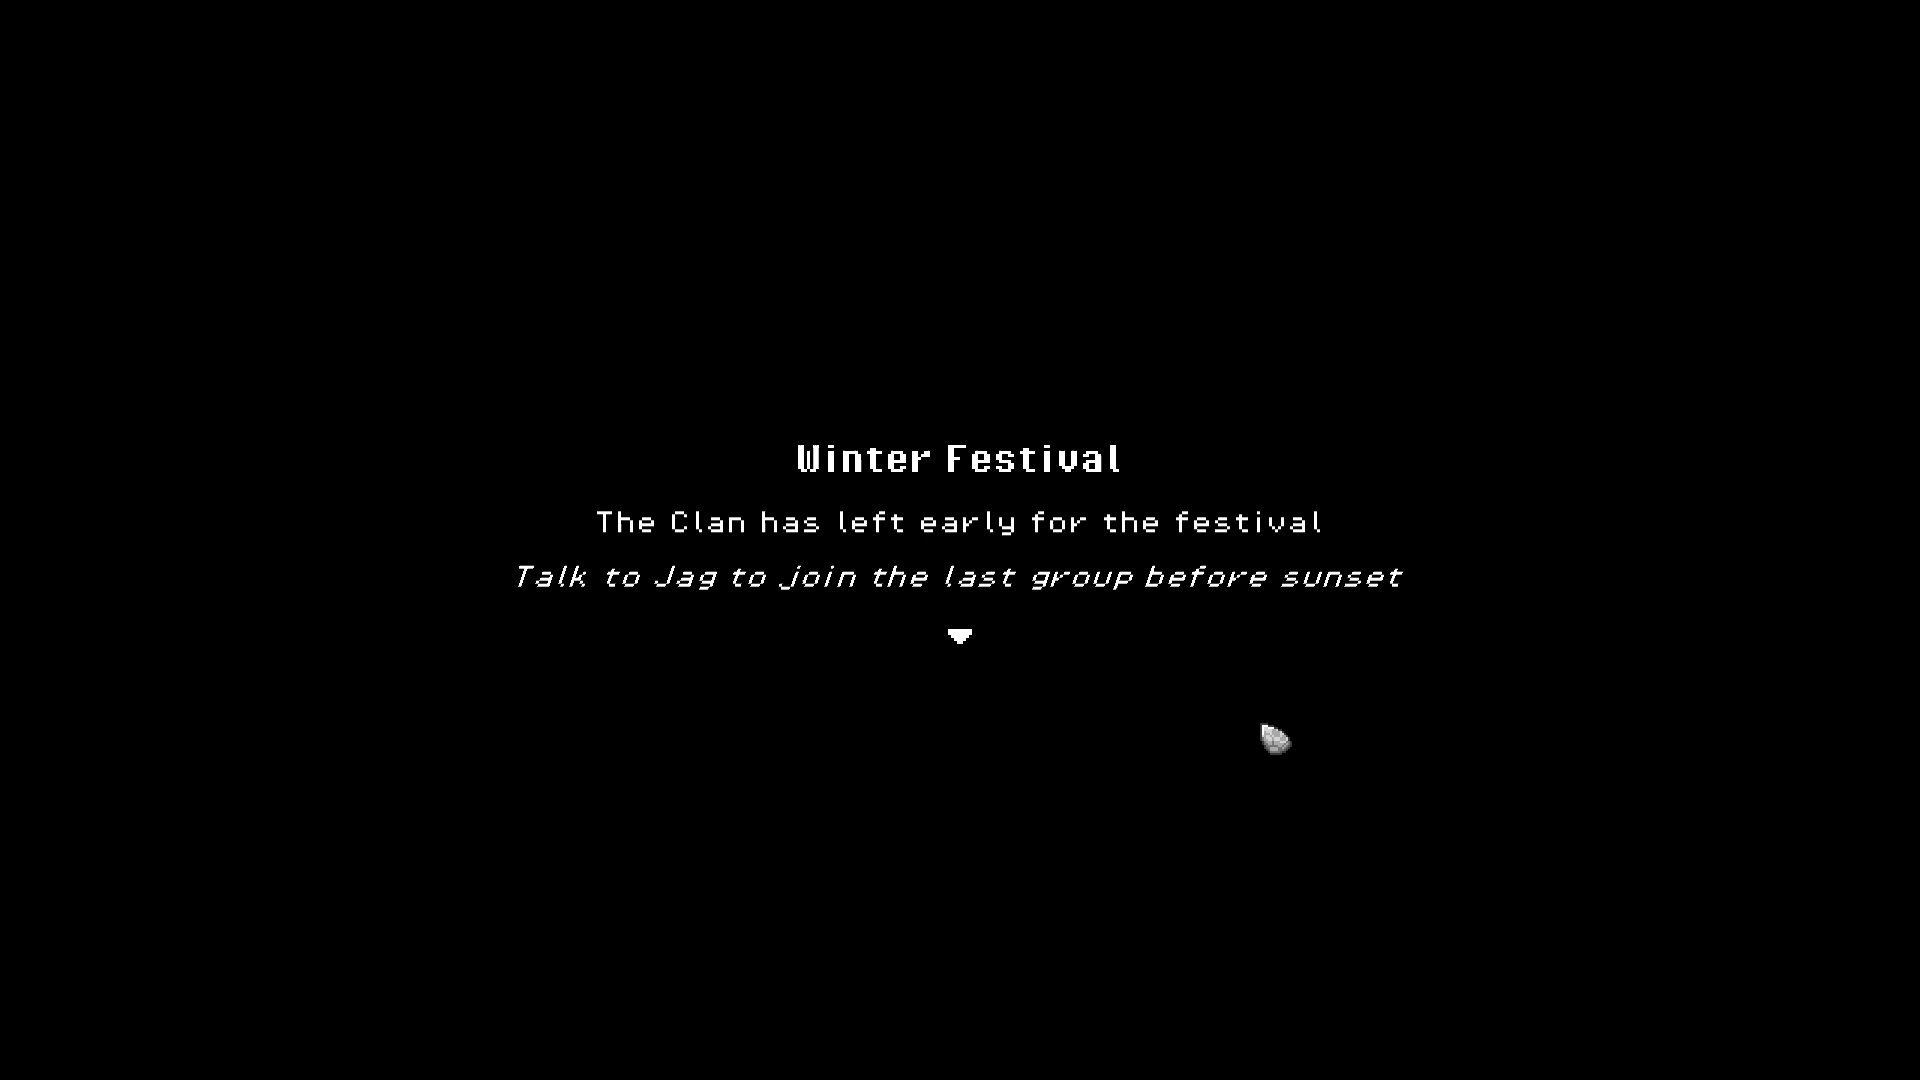 Winter Festival
The Clan has left early for the festival
Talk to Jag to join the last group before sunset